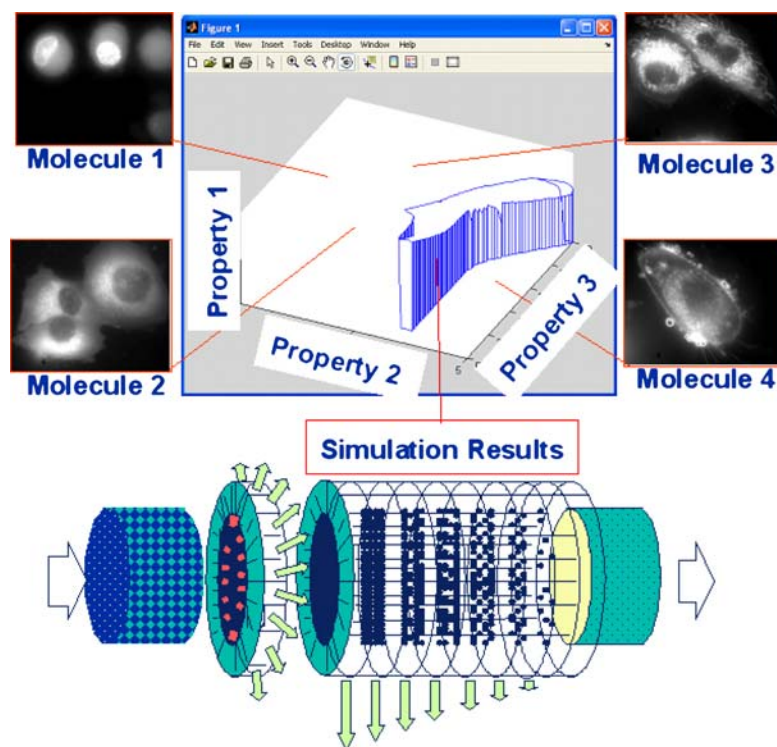 Figure 1
File Edit View Insert Tools Desktop Window Help
Molecule 1
Molecule 3
Property 1
Property 2
Property 3
5
Molecule 2
Molecule 4
Simulation Results